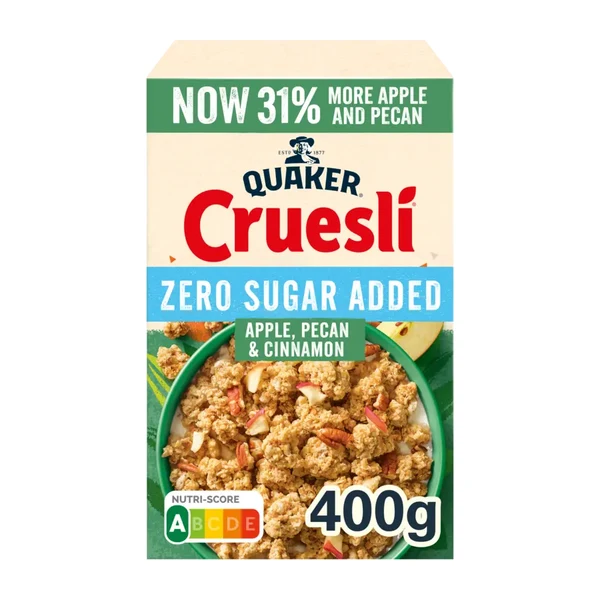 NOW 31% MORE APPLE
AND PECAN
ESTD 1877
QUAKER®
Cruesli®
ZERO SUGAR ADDED
APPLE, PECAN
& CINNAMON
NUTRI-SCORE
A B C D E
400g